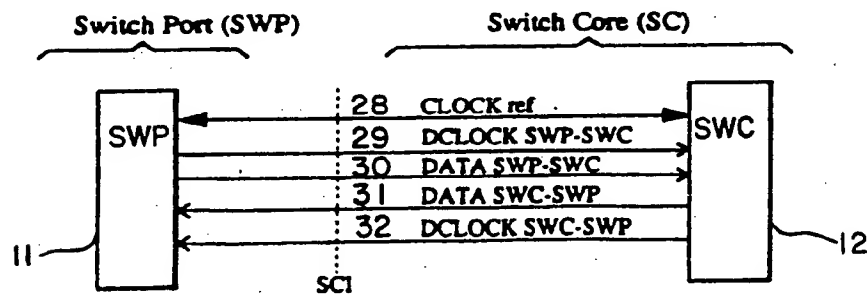 Switch Port (SWP)
Switch Core (SC)
SWP
SWC
28 CLOCK ref
29 DCLOCK SWP-SWC
30 DATA SWP-SWC
31 DATA SWC-SWP
32 DCLOCK SWC-SWP
11
12
SCI